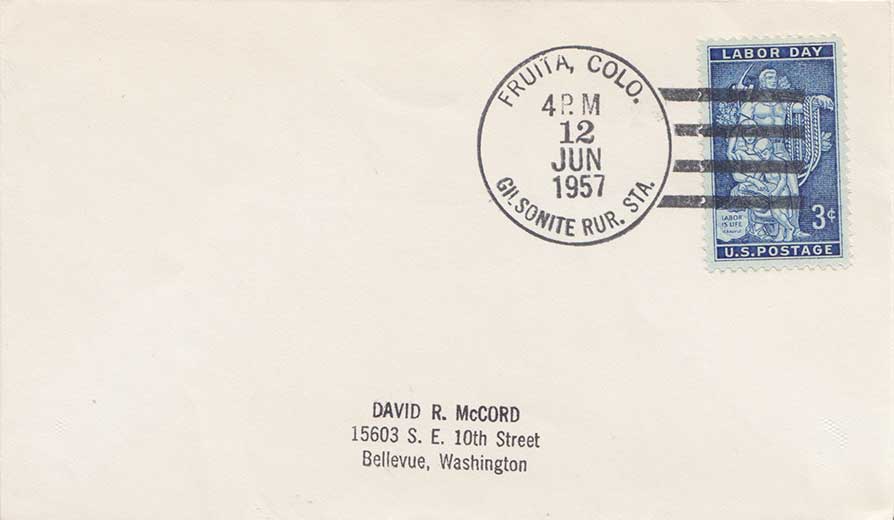 FRUITA, COLO.
4 P.M
12
JUN
1957
GILSONITE RUR. STA.
LABOR DAY
LABOR
IS LIFE
3¢
U.S. POSTAGE
DAVID R. McCORD
15603 S. E. 10th Street
Bellevue, Washington